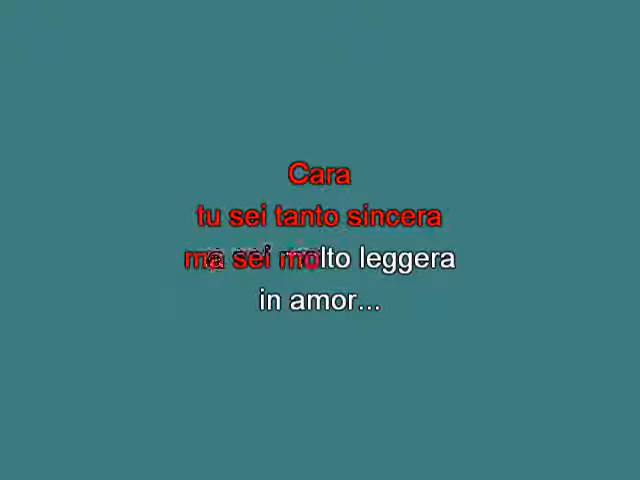 Cara
tu sei tanto sincera
ma sei molto leggera
in amor...